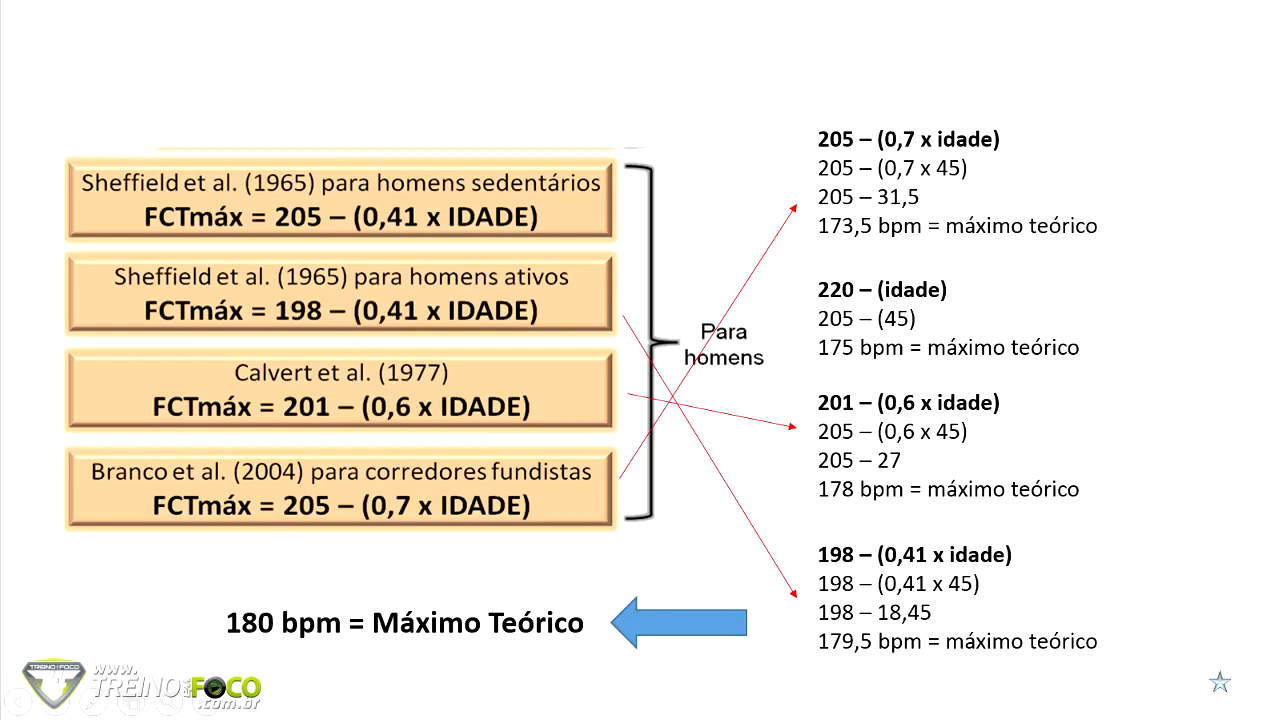 Sheffield et al. (1965) para homens sedentários
FCTmáx = 205 – (0,41 x IDADE)
Sheffield et al. (1965) para homens ativos
FCTmáx = 198 – (0,41 x IDADE)
Calvert et al. (1977)
FCTmáx = 201 – (0,6 x IDADE)
Branco et al. (2004) para corredores fundistas
FCTmáx = 205 – (0,7 x IDADE)
Para
homens
205 – (0,7 x idade)
205 – (0,7 x 45)
205 – 31,5
173,5 bpm = máximo teórico
220 – (idade)
205 – (45)
175 bpm = máximo teórico
201 – (0,6 x idade)
205 – (0,6 x 45)
205 – 27
178 bpm = máximo teórico
198 – (0,41 x idade)
198 – (0,41 x 45)
198 – 18,45
179,5 bpm = máximo teórico
180 bpm = Máximo Teórico
TREINO FOCO
www.
TREINO EM FOCO
.com.br